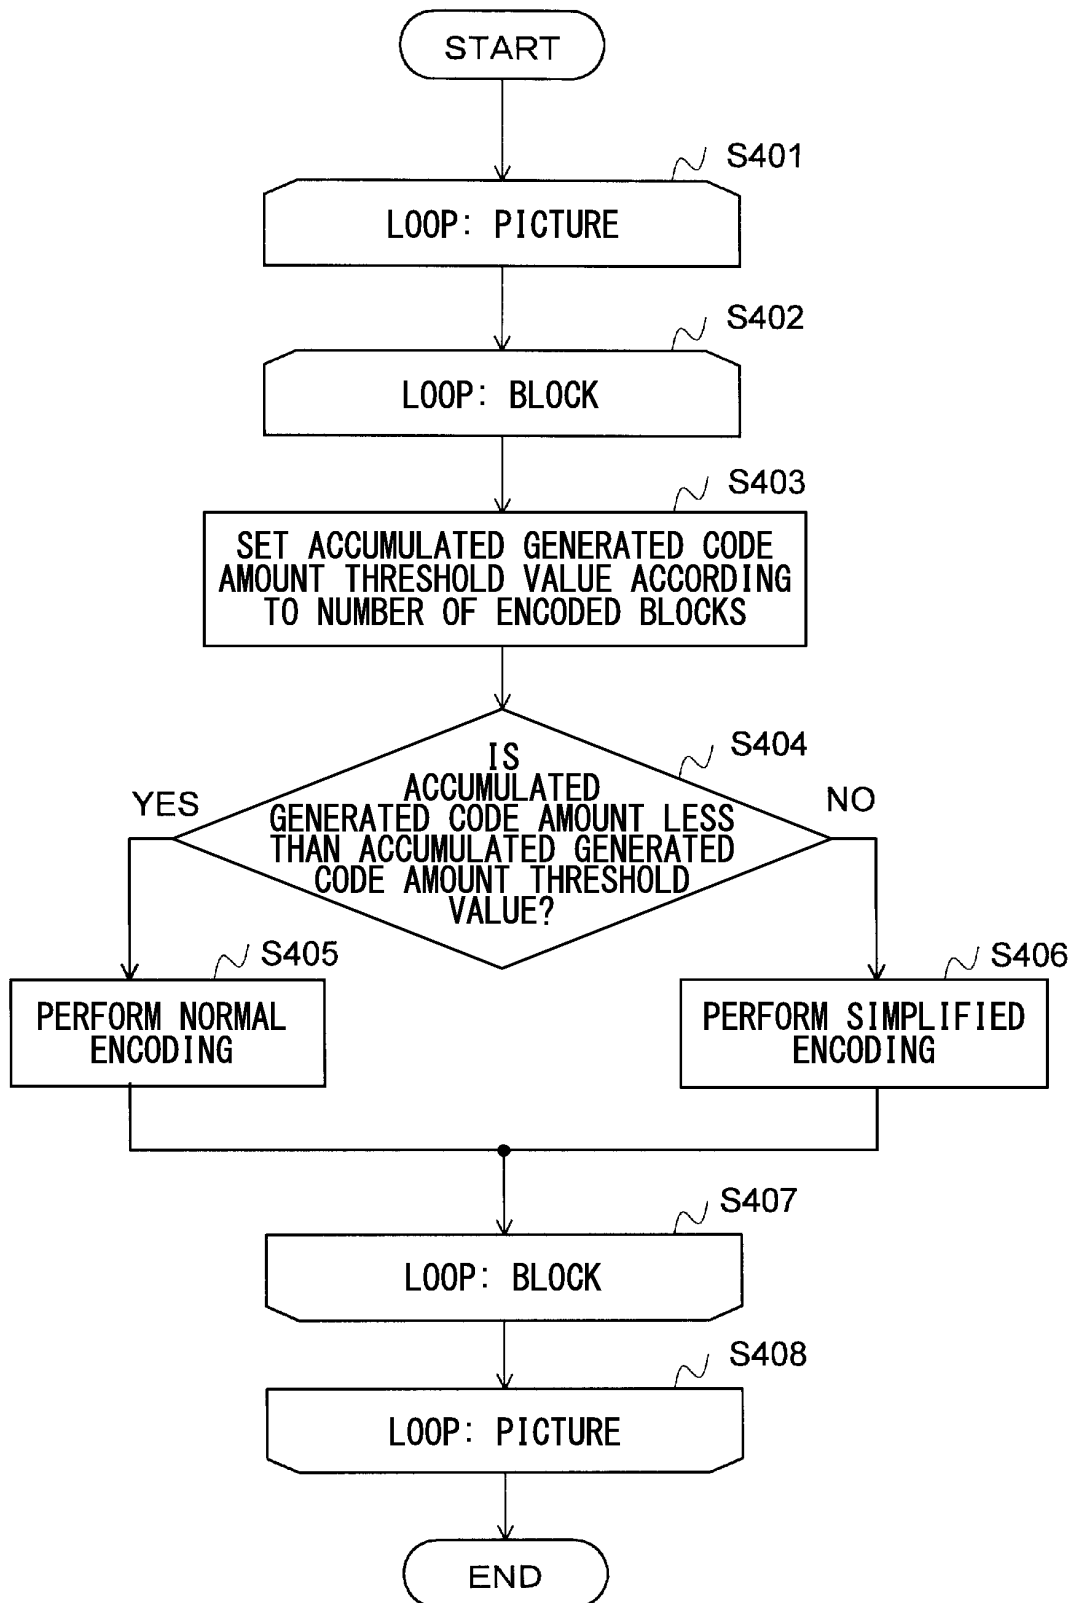 START
S401
LOOP: PICTURE
S402
LOOP: BLOCK
S403
SET ACCUMULATED GENERATED CODE
AMOUNT THRESHOLD VALUE ACCORDING
TO NUMBER OF ENCODED BLOCKS
S404
IS
ACCUMULATED
GENERATED CODE AMOUNT LESS
THAN ACCUMULATED GENERATED
CODE AMOUNT THRESHOLD
VALUE?
YES
NO
S405
PERFORM NORMAL
ENCODING
S406
PERFORM SIMPLIFIED
ENCODING
S407
LOOP: BLOCK
S408
LOOP: PICTURE
END